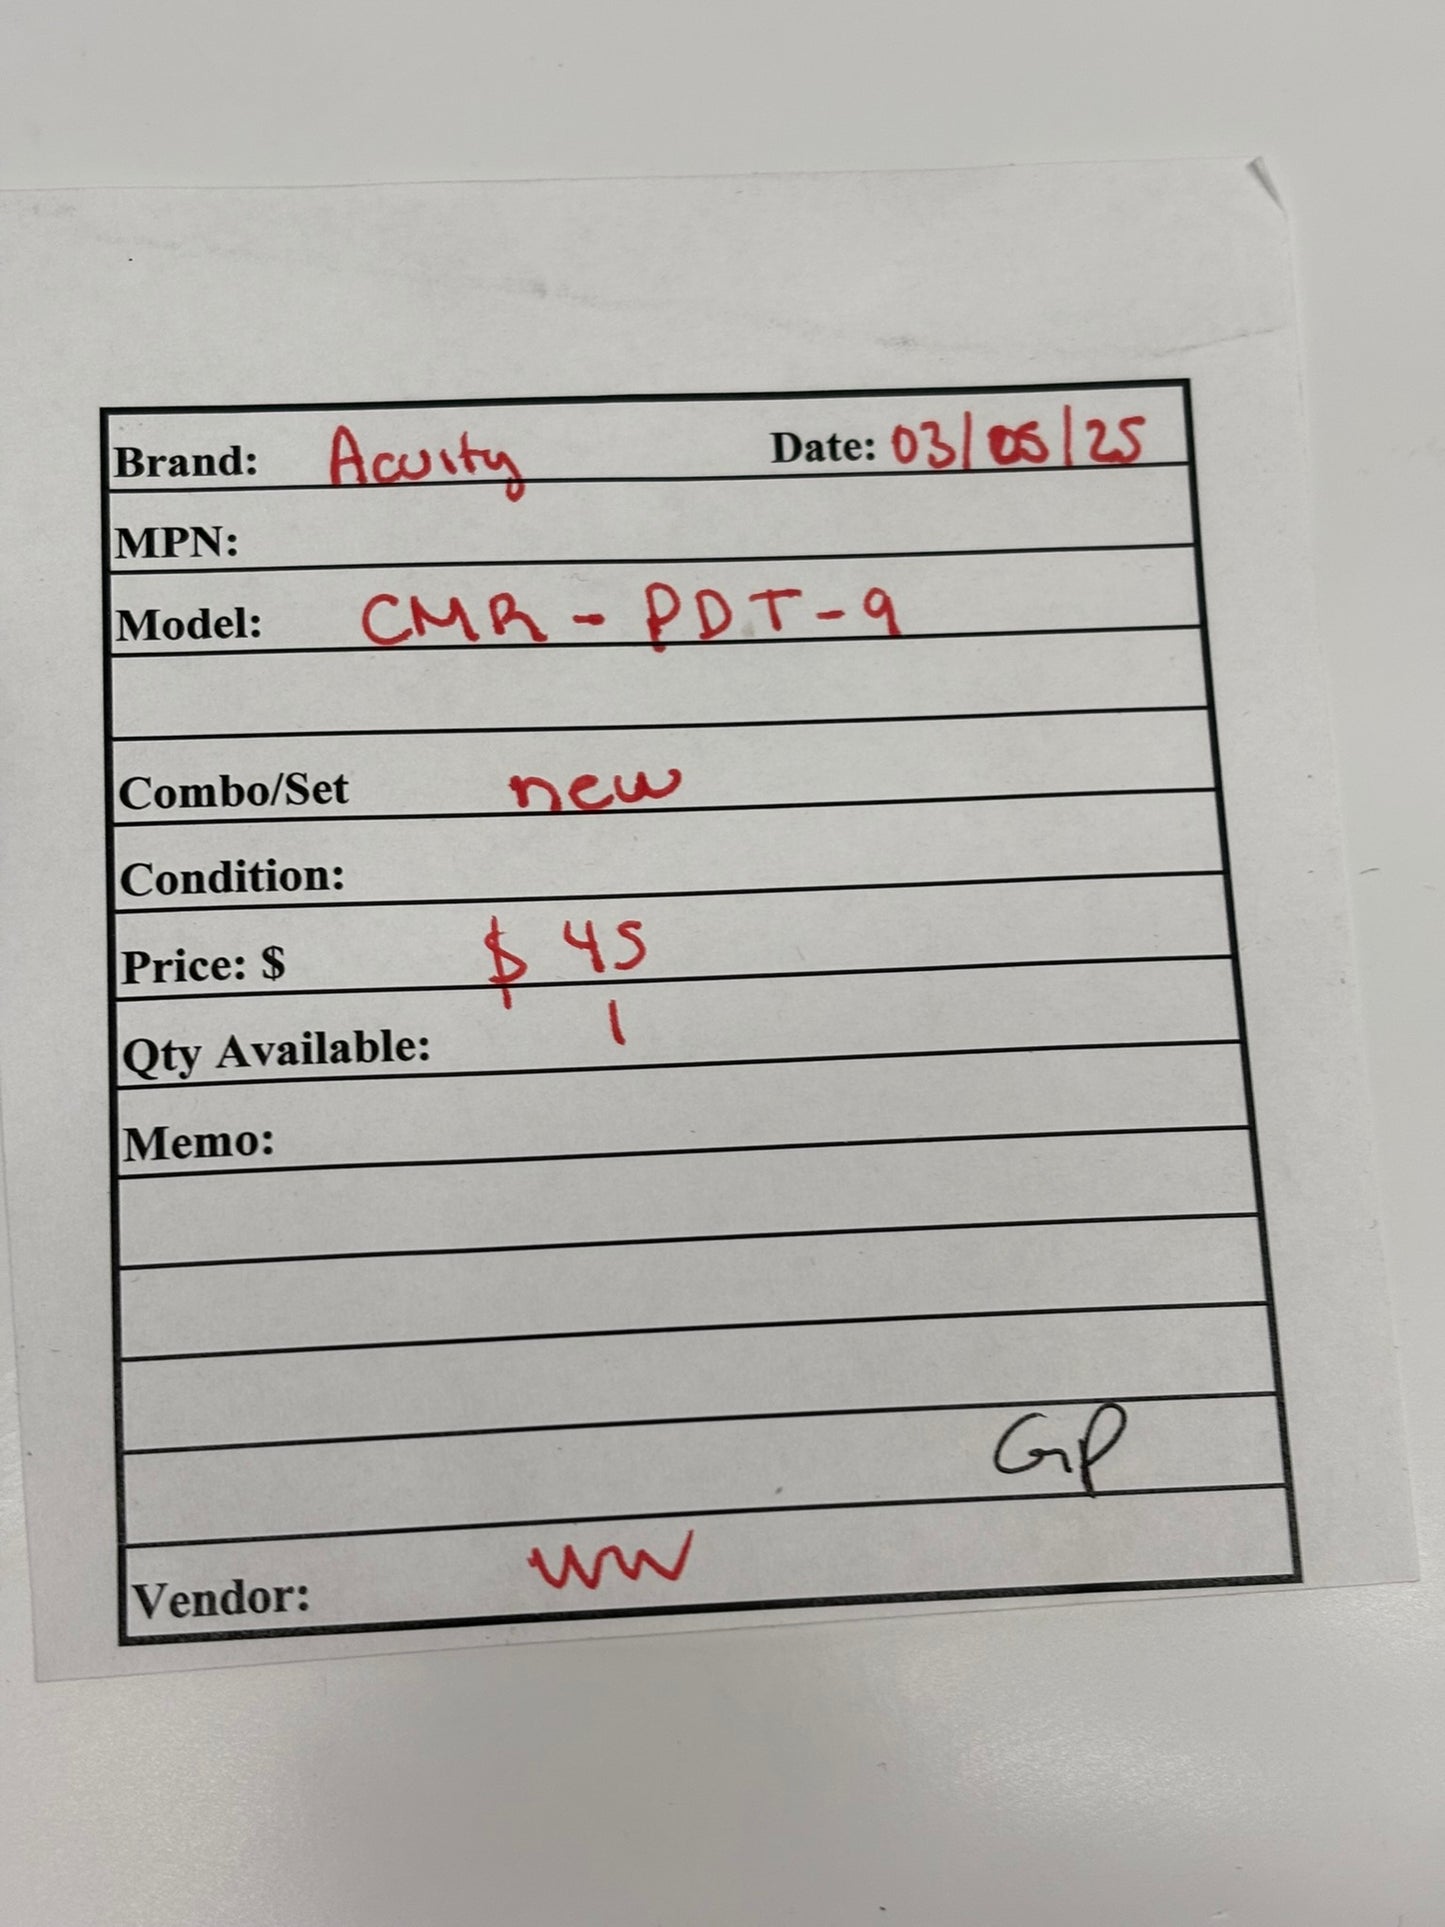 Brand: Acuity Date: 03/05/25
MPN:
Model: CMR - PDT-9
Combo/Set new
Condition:
Price: $ $ 45
Qty Available: 1
Memo:
GP
Vendor: WW